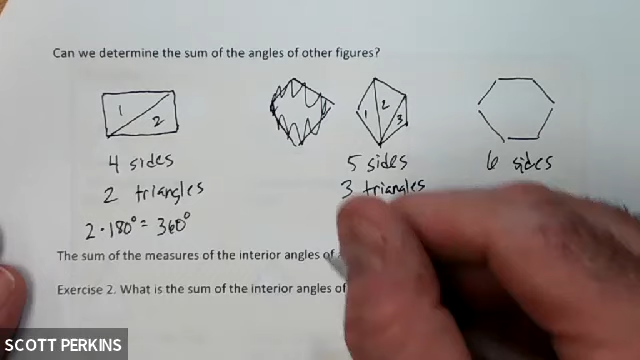 Can we determine the sum of the angles of other figures?
1
2
1
2
3
4 sides
5 sides
6 sides
2 triangles
3 triangles
2 · 180° = 360°
The sum of the measures of the interior angles of
Exercise 2. What is the sum of the interior angles of
SCOTT PERKINS